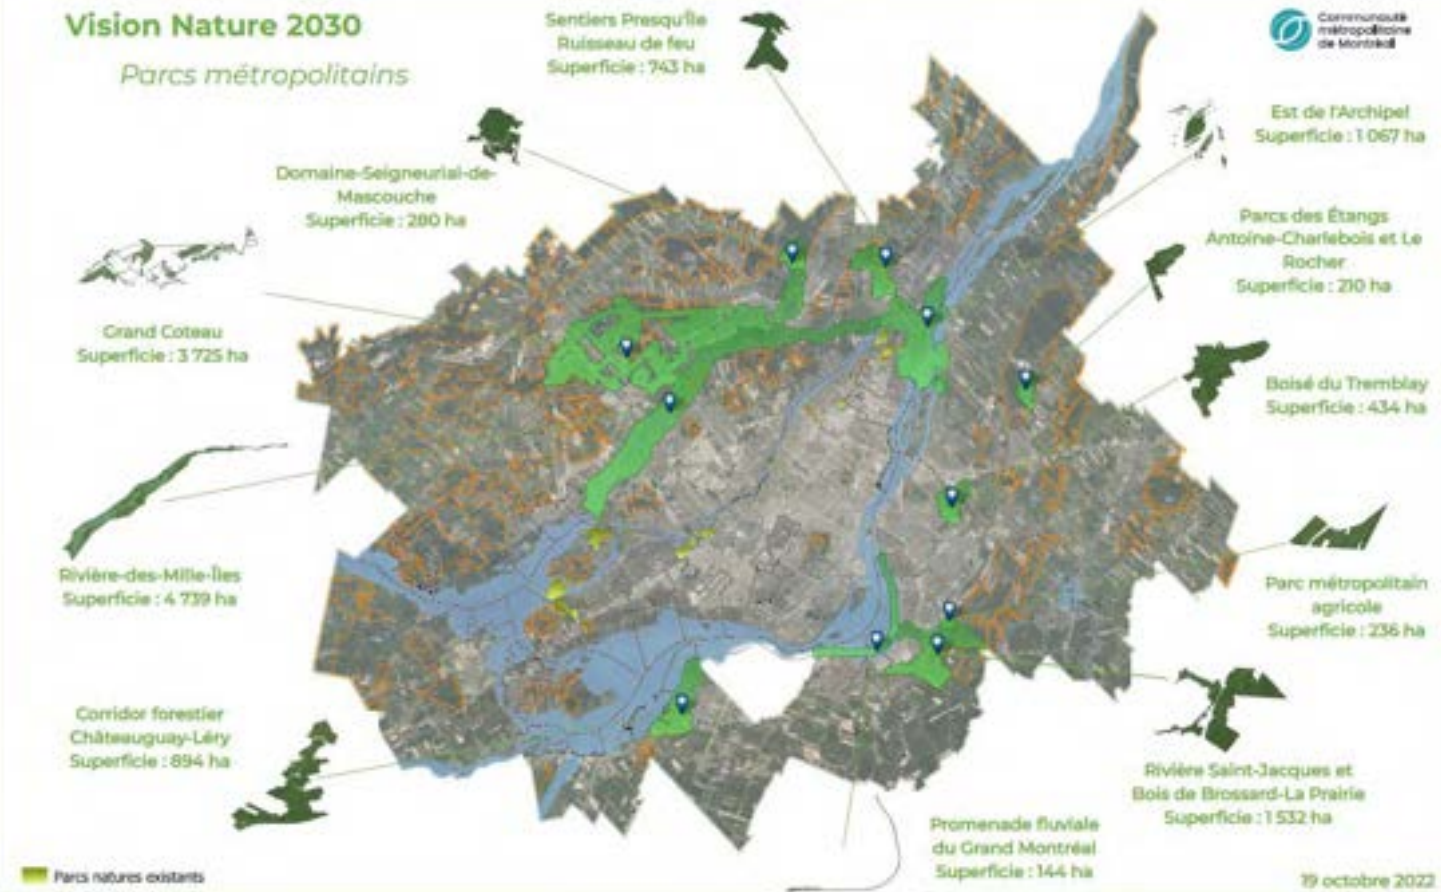 Vision Nature 2030
Parcs métropolitains
Sentiers Presqu'Île
Ruisseau de feu
Superficie : 743 ha
Communauté
métropolitaine
de Montréal
Est de l'Archipel
Superficie : 1 067 ha
Domaine-Seigneurial-de-
Mascouche
Superficie : 280 ha
Parcs des Étangs
Antoine-Charlebois et Le
Rocher
Superficie : 210 ha
Grand Coteau
Superficie : 3 725 ha
Boisé du Tremblay
Superficie : 434 ha
Rivière-des-Mille-Îles
Superficie : 4 739 ha
Parc métropolitain
agricole
Superficie : 236 ha
Corridor forestier
Châteauguay-Léry
Superficie : 894 ha
Rivière Saint-Jacques et
Bois de Brossard-La Prairie
Superficie : 1 532 ha
Promenade fluviale
du Grand Montréal
Superficie : 144 ha
Parcs natures existants
19 octobre 2022